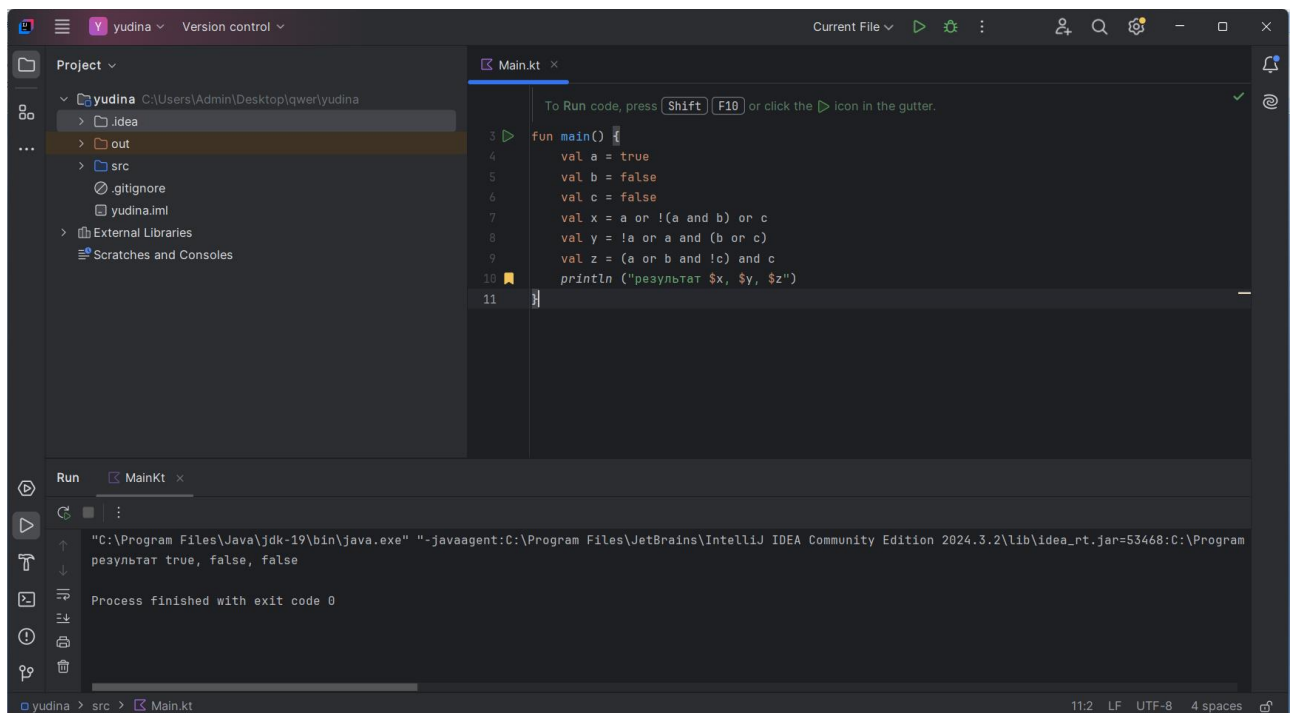 Y yudina Version control Current File
Project
Main.kt
yudina C:\Users\Admin\Desktop\qwer\yudina
.idea
out
src
.gitignore
yudina.iml
External Libraries
Scratches and Consoles
To Run code, press Shift F10 or click the icon in the gutter.
3 fun main() {
4 val a = true
5 val b = false
6 val c = false
7 val x = a or !(a and b) or c
8 val y = !a or a and (b or c)
9 val z = (a or b and !c) and c
10 println ("результат $x, $y, $z")
11 }
Run MainKt
"C:\Program Files\Java\jdk-19\bin\java.exe" "-javaagent:C:\Program Files\JetBrains\IntelliJ IDEA Community Edition 2024.3.2\lib\idea_rt.jar=53468:C:\Program
результат true, false, false
Process finished with exit code 0
yudina > src > Main.kt 11:2 LF UTF-8 4 spaces